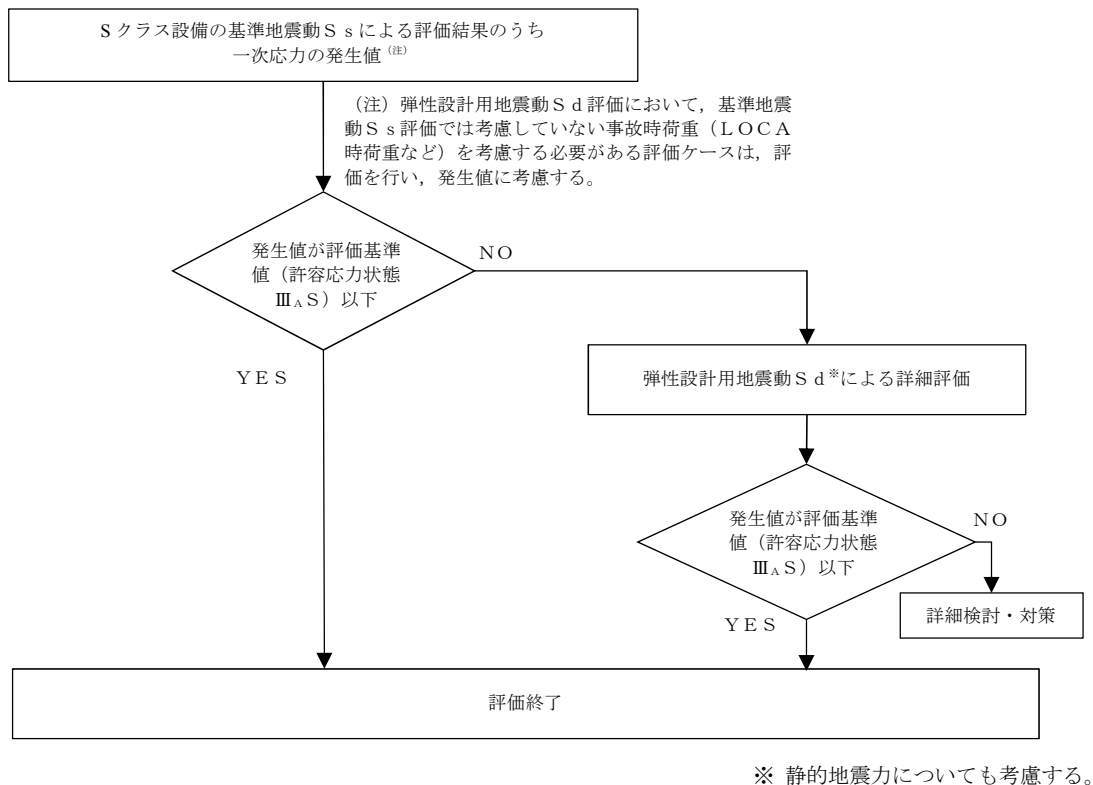 Sクラス設備の基準地震動Ｓｓによる評価結果のうち
一次応力の発生値（注）
（注）弾性設計用地震動Ｓｄ評価において，基準地震
動Ｓｓ評価では考慮していない事故時荷重（ＬＯＣＡ
時荷重など）を考慮する必要がある評価ケースは，評
価を行い，発生値に考慮する。
発生値が評価基準
値（許容応力状態
ⅢAＳ）以下
ＮＯ
ＹＥＳ
弾性設計用地震動Ｓｄ※による詳細評価
発生値が評価基準
値（許容応力状態
ⅢAＳ）以下
ＮＯ
ＹＥＳ
詳細検討・対策
評価終了
※ 静的地震力についても考慮する。